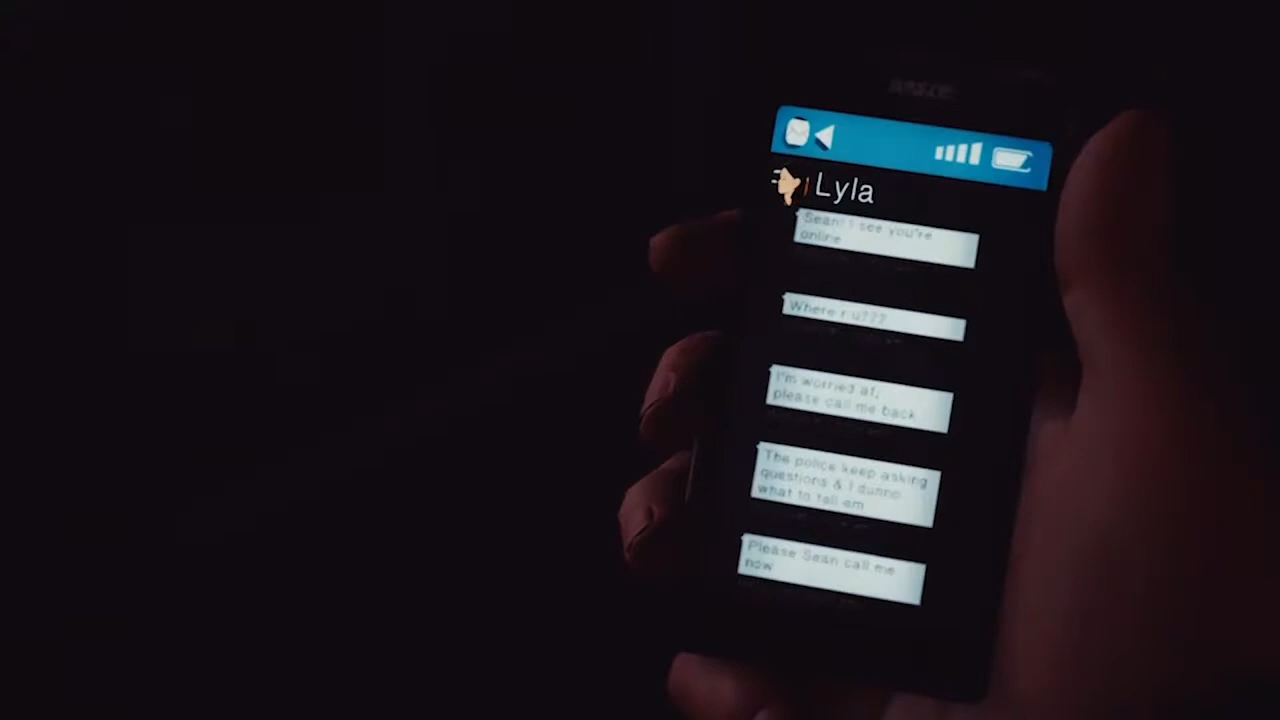 Lyla
Sean! I see you're
online
Where r u???
I'm worried af,
please call me back
The police keep asking
questions & I dunno
what to tell em
Please Sean call me
now